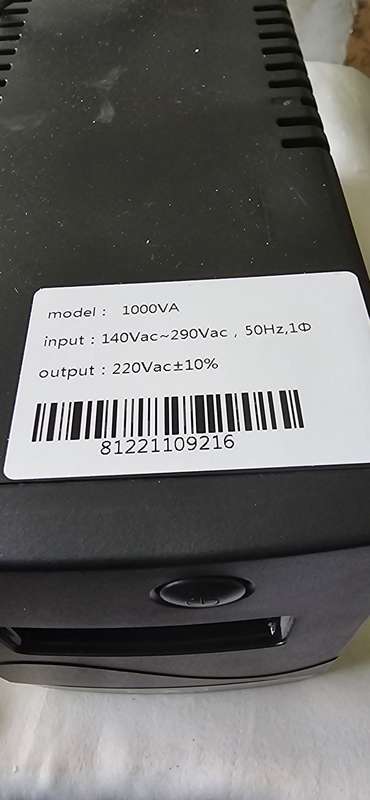 model : 1000VA
input : 140Vac~290Vac , 50Hz,1Φ
output : 220Vac±10%
81221109216